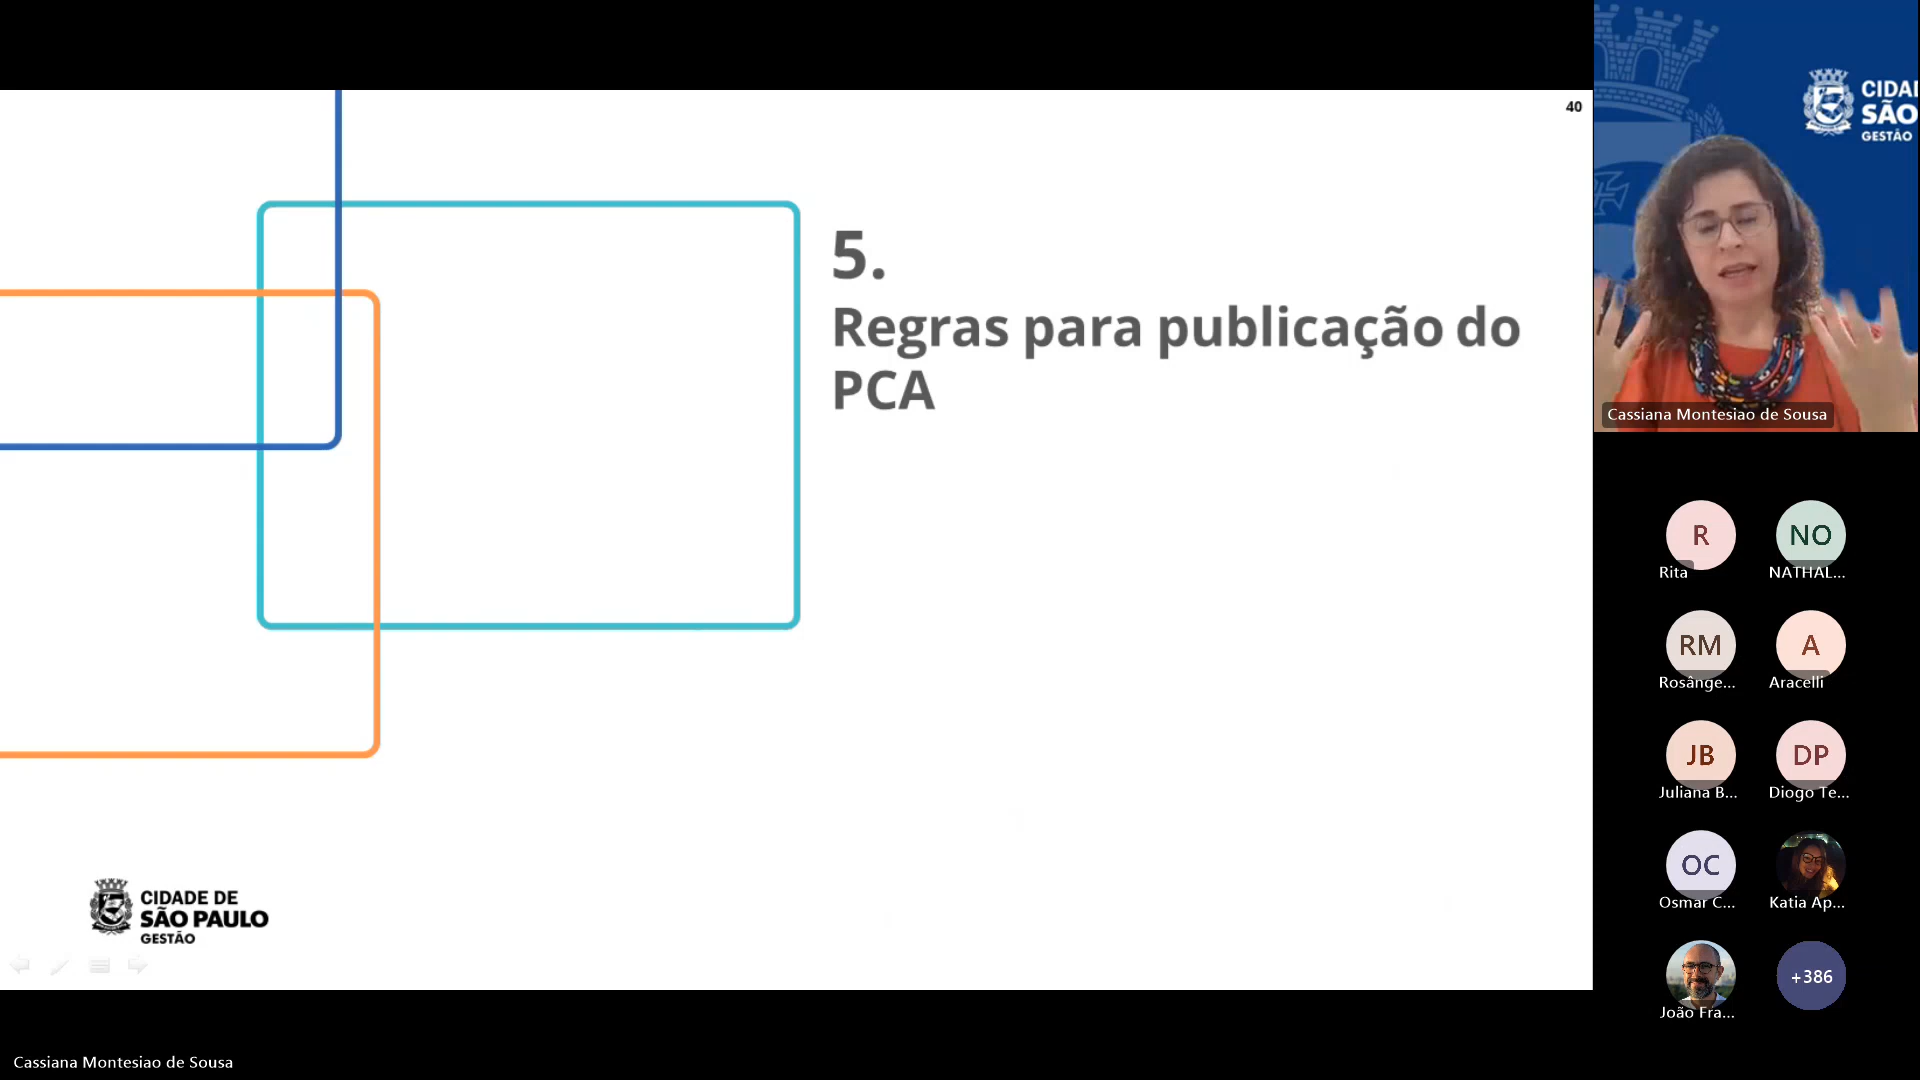 40
5.
Regras para publicação do
PCA
CIDADE DE
SÃO PAULO
GESTÃO
CIDAI
SÃO
GESTÃO
Cassiana Montesiao de Sousa
R
Rita
NO
NATHAL...
RM
Rosânge...
A
Aracelli
JB
Juliana B...
DP
Diogo Te...
OC
Osmar C...
Katia Ap...
João Fra...
+386
Cassiana Montesiao de Sousa